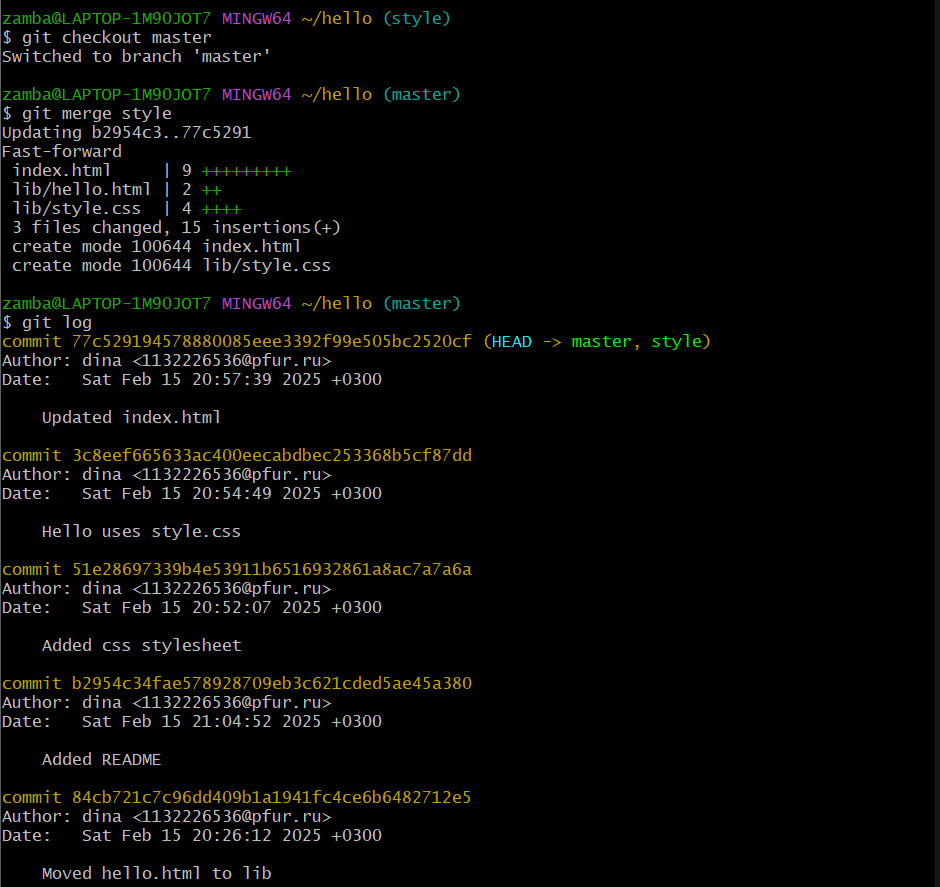 zamba@LAPTOP-1M90JOT7 MINGW64 ~/hello (style)
$ git checkout master
Switched to branch 'master'

zamba@LAPTOP-1M90JOT7 MINGW64 ~/hello (master)
$ git merge style
Updating b2954c3..77c5291
Fast-forward
 index.html     | 9 +++++++++
 lib/hello.html | 2 ++
 lib/style.css  | 4 ++++
 3 files changed, 15 insertions(+)
 create mode 100644 index.html
 create mode 100644 lib/style.css

zamba@LAPTOP-1M90JOT7 MINGW64 ~/hello (master)
$ git log
commit 77c529194578880085eee3392f99e505bc2520cf (HEAD -> master, style)
Author: dina <1132226536@pfur.ru>
Date:   Sat Feb 15 20:57:39 2025 +0300

    Updated index.html

commit 3c8eef665633ac400eecabdbec253368b5cf87dd
Author: dina <1132226536@pfur.ru>
Date:   Sat Feb 15 20:54:49 2025 +0300

    Hello uses style.css

commit 51e28697339b4e53911b6516932861a8ac7a7a6a
Author: dina <1132226536@pfur.ru>
Date:   Sat Feb 15 20:52:07 2025 +0300

    Added css stylesheet

commit b2954c34fae578928709eb3c621cded5ae45a380
Author: dina <1132226536@pfur.ru>
Date:   Sat Feb 15 21:04:52 2025 +0300

    Added README

commit 84cb721c7c96dd409b1a1941fc4ce6b6482712e5
Author: dina <1132226536@pfur.ru>
Date:   Sat Feb 15 20:26:12 2025 +0300

    Moved hello.html to lib